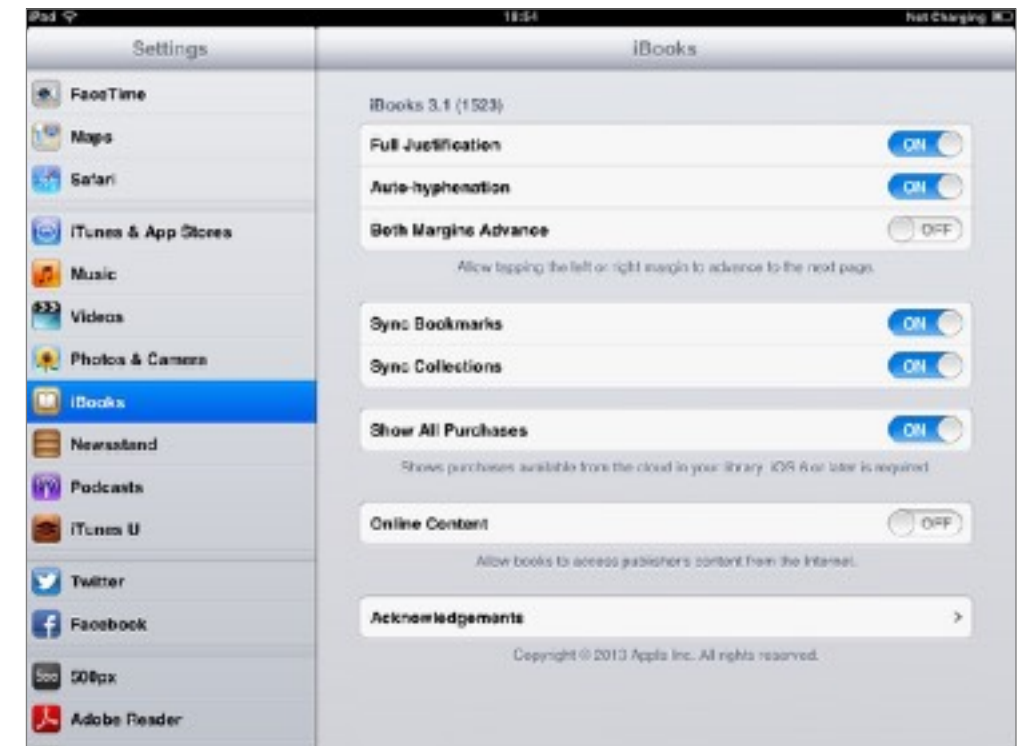 iPad 18:54 Not Charging
Settings
iBooks
FaceTime
Maps
Safari
iTunes & App Stores
Music
Videos
Photos & Camera
iBooks
Newsstand
Podcasts
iTunes U
Twitter
Facebook
500px
Adobe Reader
iBooks 3.1 (1523)
Full Justification ON
Auto-hyphenation ON
Both Margins Advance OFF
Allow tapping the left or right margin to advance to the next page.
Sync Bookmarks ON
Sync Collections ON
Show All Purchases ON
Shows purchases available from the cloud in your library. iOS 6 or later is required.
Online Content OFF
Allow books to access publisher's content from the Internet.
Acknowledgements >
Copyright © 2013 Apple Inc. All rights reserved.